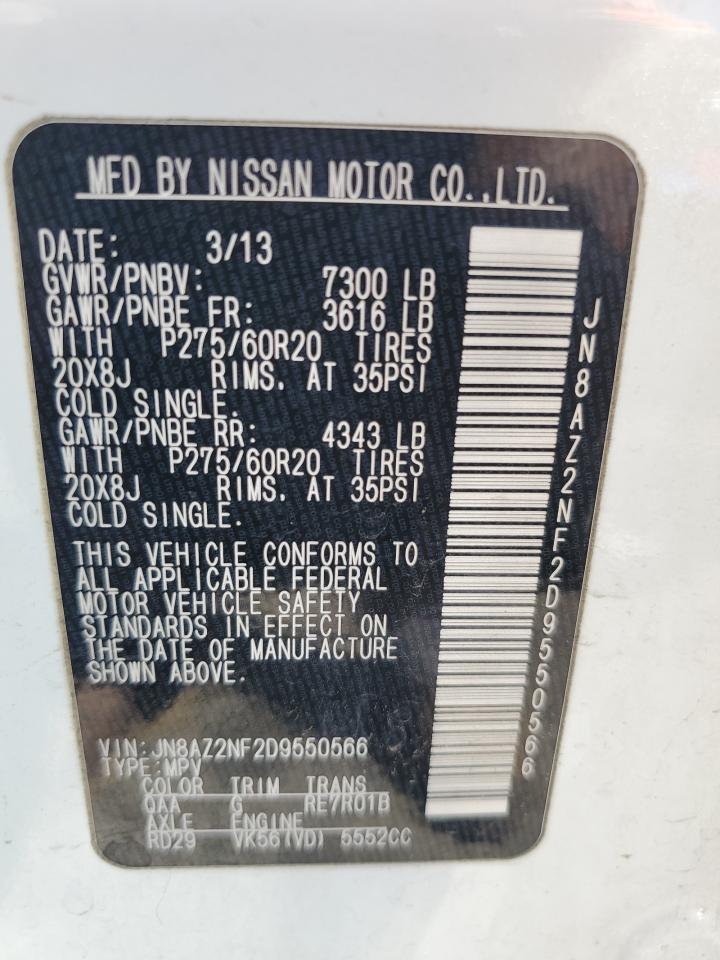 MFD BY NISSAN MOTOR CO.,LTD.
DATE: 3/13
GVWR/PNBV: 7300 LB
GAWR/PNBE FR: 3616 LB
WITH P275/60R20 TIRES
20X8J RIMS. AT 35PSI
COLD SINGLE.
GAWR/PNBE RR: 4343 LB
WITH P275/60R20 TIRES
20X8J RIMS. AT 35PSI
COLD SINGLE.
THIS VEHICLE CONFORMS TO
ALL APPLICABLE FEDERAL
MOTOR VEHICLE SAFETY
STANDARDS IN EFFECT ON
THE DATE OF MANUFACTURE
SHOWN ABOVE.
VIN:JN8AZ2NF2D9550566
TYPE:MPV
COLOR TRIM TRANS
QAA G RE7R01B
AXLE ENGINE
RD29 VK56(VD) 5552CC
JN8AZ2NF2D9550566